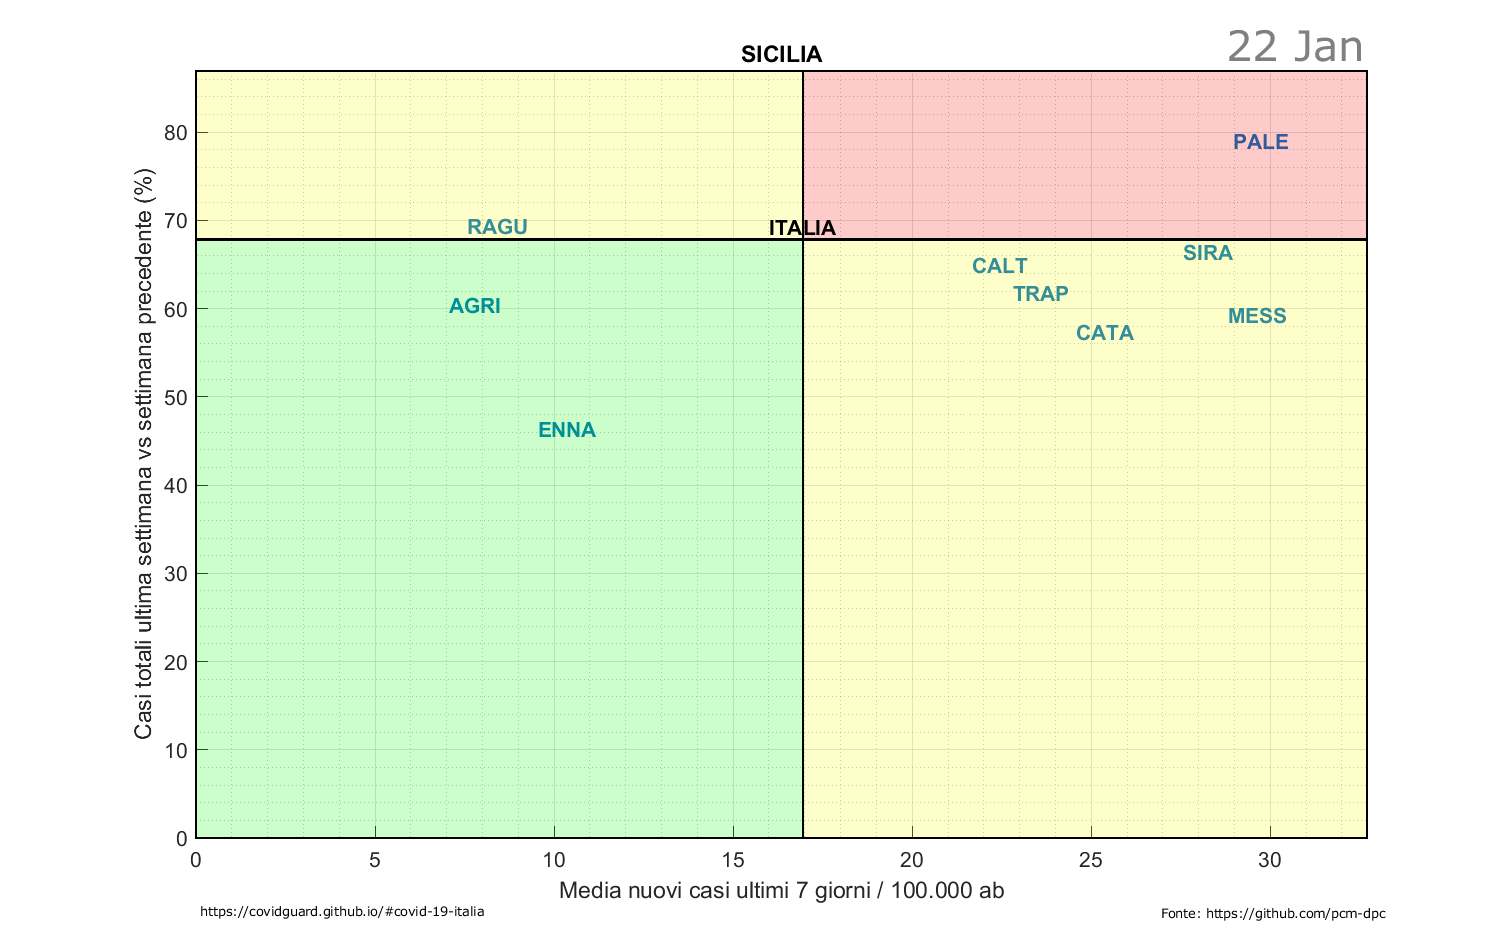 SICILIA
22 Jan
Casi totali ultima settimana vs settimana precedente (%)
80
70
60
50
40
30
20
10
0
PALE
RAGU
ITALIA
SIRA
CALT
TRAP
AGRI
MESS
CATA
ENNA
0 5 10 15 20 25 30
Media nuovi casi ultimi 7 giorni / 100.000 ab
https://covidguard.github.io/#covid-19-italia
Fonte: https://github.com/pcm-dpc